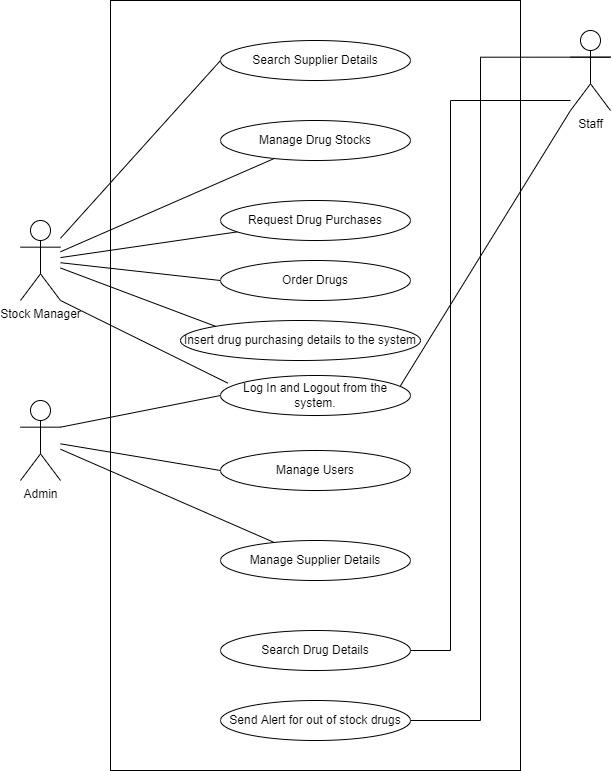 Search Supplier Details
Staff
Manage Drug Stocks
Request Drug Purchases
Stock Manager
Order Drugs
Insert drug purchasing details to the system
Log In and Logout from the
system.
Admin
Manage Users
Manage Supplier Details
Search Drug Details
Send Alert for out of stock drugs